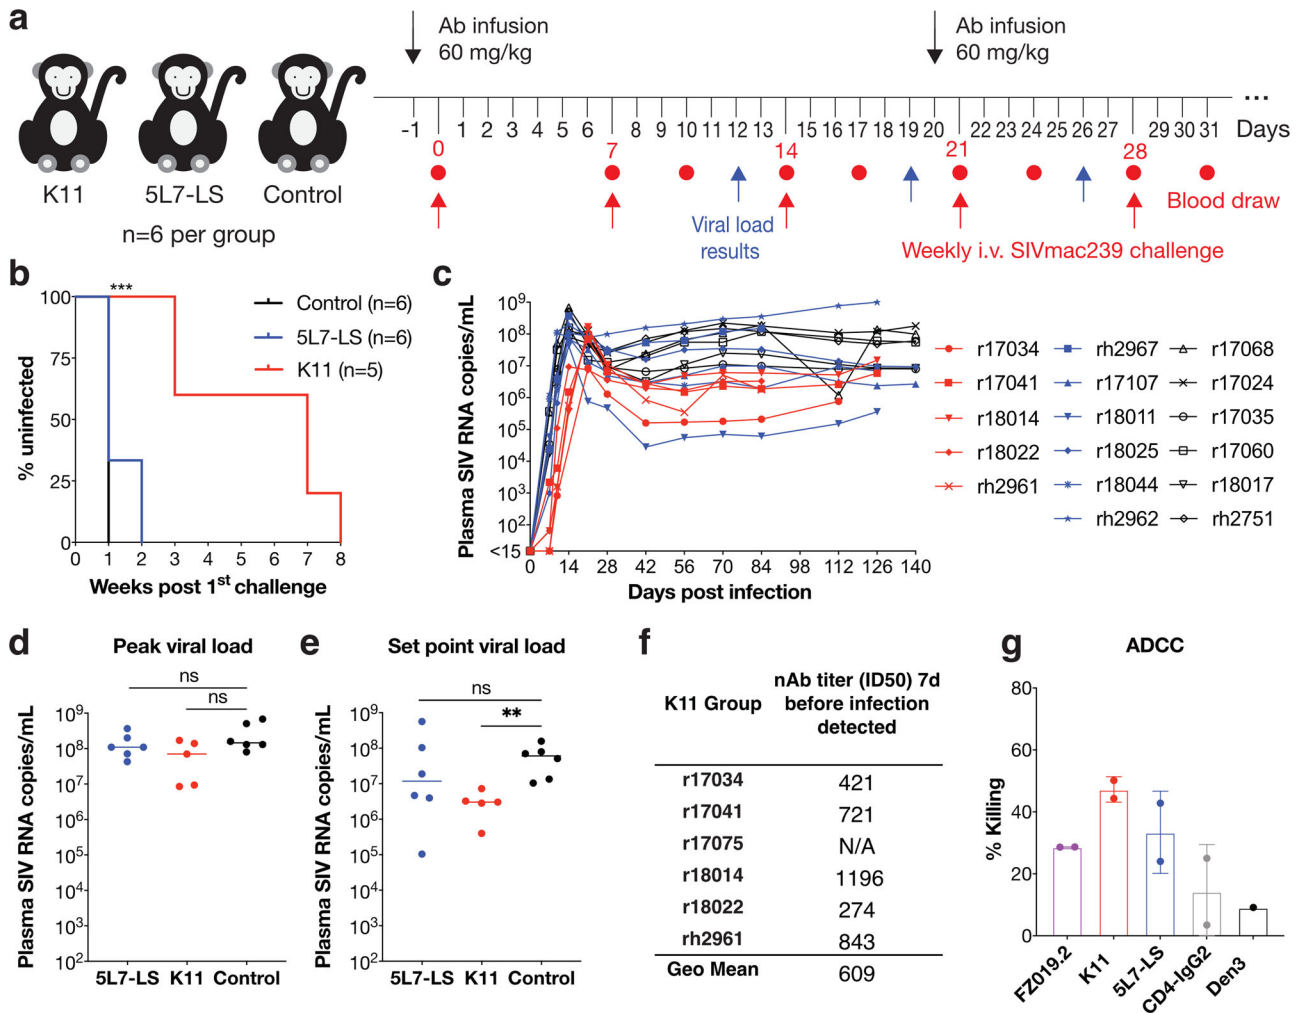 a
Ab infusion
60 mg/kg
Ab infusion
60 mg/kg
...
-1 1 2 3 4 5 6 8 9 10 11 12 13 15 16 17 18 19 20 22 23 24 25 26 27 29 30 31 Days
0 7 14 21 28
K11 5L7-LS Control
n=6 per group
Viral load
results
Blood draw
Weekly i.v. SIVmac239 challenge
b
% uninfected
100
75
50
25
0
***
Control (n=6)
5L7-LS (n=6)
K11 (n=5)
0 1 2 3 4 5 6 7 8
Weeks post 1st challenge
c
Plasma SIV RNA copies/mL
10⁹
10⁸
10⁷
10⁶
10⁵
10⁴
10³
10²
<15
0 14 28 42 56 70 84 98 112 126 140
Days post infection
r17034 rh2967 r17068
r17041 r17107 r17024
r18014 r18011 r17035
r18022 r18025 r17060
rh2961 r18044 r18017
rh2962 rh2751
d
Peak viral load
Plasma SIV RNA copies/mL
ns
ns
10⁹
10⁸
10⁷
10⁶
10⁵
10⁴
10³
10²
5L7-LS K11 Control
e
Set point viral load
Plasma SIV RNA copies/mL
ns
**
10⁹
10⁸
10⁷
10⁶
10⁵
10⁴
10³
10²
5L7-LS K11 Control
f
K11 Group
nAb titer (ID50) 7d
before infection
detected
r17034 421
r17041 721
r17075 N/A
r18014 1196
r18022 274
rh2961 843
Geo Mean 609
g
ADCC
% Killing
80
60
40
20
0
FZ019.2
K11
5L7-LS
CD4-IgG2
Den3